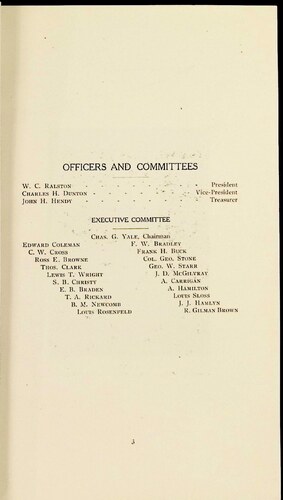 OFFICERS AND COMMITTEES
W. C. RALSTON - - - - - - - President
CHARLES H. DUNTON - - - - - - Vice-President
JOHN H. HENDY - - - - - - - Treasurer
EXECUTIVE COMMITTEE
CHAS. G. YALE, Chairman
EDWARD COLEMAN F. W. BRADLEY
C. W. CROSS FRANK H. BUCK
ROSS E. BROWNE COL. GEO. STONE
THOS. CLARK GEO. W. STARR
LEWIS T. WRIGHT J. D. MCGILVRAY
S. B. CHRISTY A. CARRIGAN
E. B. BRADEN A. HAMILTON
T. A. RICKARD LOUIS SLOSS
B. M. NEWCOMB J. J. HAMLYN
LOUIS ROSENFELD R. GILMAN BROWN
3